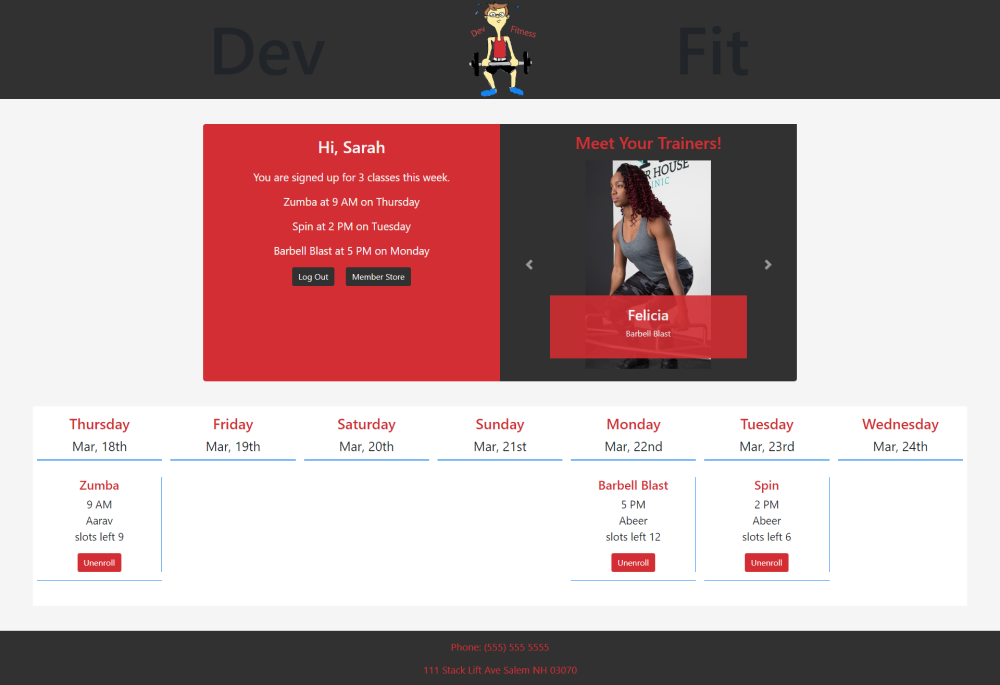 Dev
Dev Fitness
Fit
Hi, Sarah
You are signed up for 3 classes this week.
Zumba at 9 AM on Thursday
Spin at 2 PM on Tuesday
Barbell Blast at 5 PM on Monday
Log Out Member Store
Meet Your Trainers!
R HOUSE
INIC
Felicia
Barbell Blast
Thursday Friday Saturday Sunday Monday Tuesday Wednesday
Mar, 18th Mar, 19th Mar, 20th Mar, 21st Mar, 22nd Mar, 23rd Mar, 24th
Zumba Barbell Blast Spin
9 AM 5 PM 2 PM
Aarav Abeer Abeer
slots left 9 slots left 12 slots left 6
Unenroll Unenroll Unenroll
Phone: (555) 555 5555
111 Stack Lift Ave Salem NH 03070